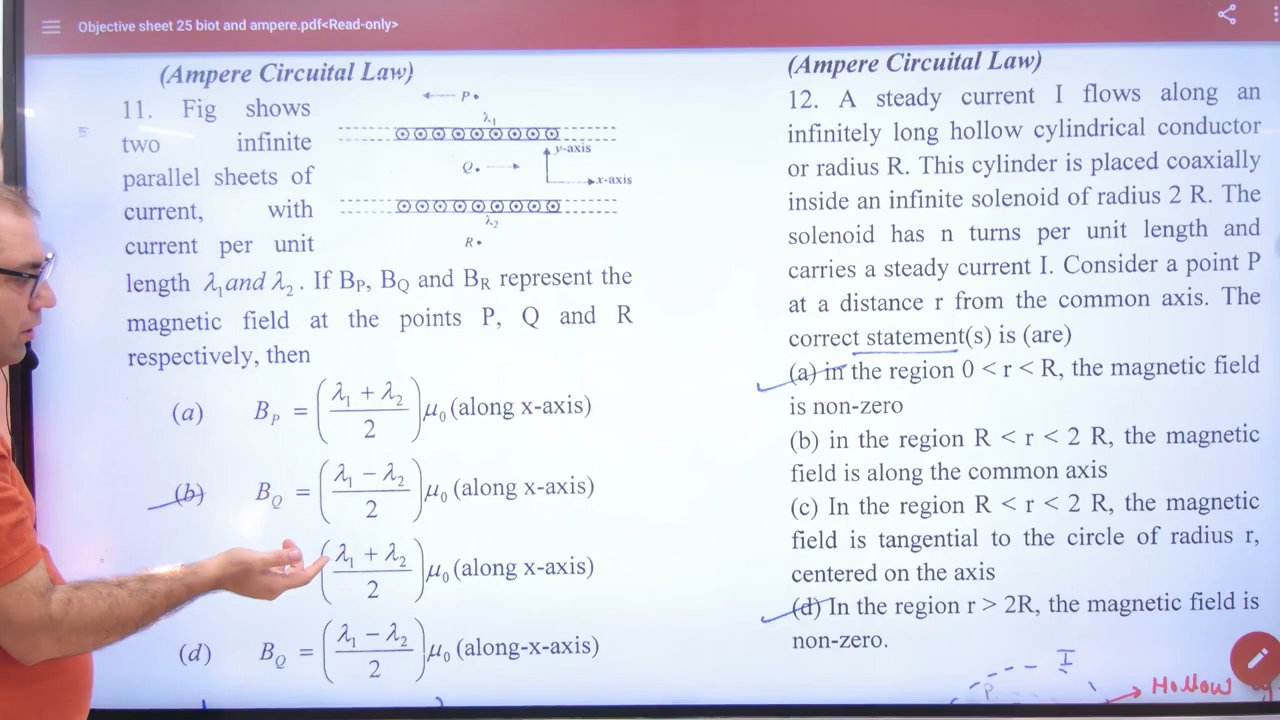 Objective sheet 25 biot and ampere.pdf<Read-only>
(Ampere Circuital Law)
11. Fig shows
two infinite
parallel sheets of
current, with
current per unit
length λ₁and λ₂. If B_P, B_Q and B_R represent the
magnetic field at the points P, Q and R
respectively, then
P
λ₁
y-axis
Q
x-axis
λ₂
R
(a) B_P = ((λ₁ + λ₂)/2) μ₀ (along x-axis)
(b) B_Q = ((λ₁ − λ₂)/2) μ₀ (along x-axis)
((λ₁ + λ₂)/2) μ₀ (along x-axis)
(d) B_Q = ((λ₁ − λ₂)/2) μ₀ (along-x-axis)
(Ampere Circuital Law)
12. A steady current I flows along an
infinitely long hollow cylindrical conductor
or radius R. This cylinder is placed coaxially
inside an infinite solenoid of radius 2 R. The
solenoid has n turns per unit length and
carries a steady current I. Consider a point P
at a distance r from the common axis. The
correct statement(s) is (are)
(a) in the region 0 < r < R, the magnetic field
is non-zero
(b) in the region R < r < 2 R, the magnetic
field is along the common axis
(c) In the region R < r < 2 R, the magnetic
field is tangential to the circle of radius r,
centered on the axis
(d) In the region r > 2R, the magnetic field is
non-zero.
I
P
Hollow